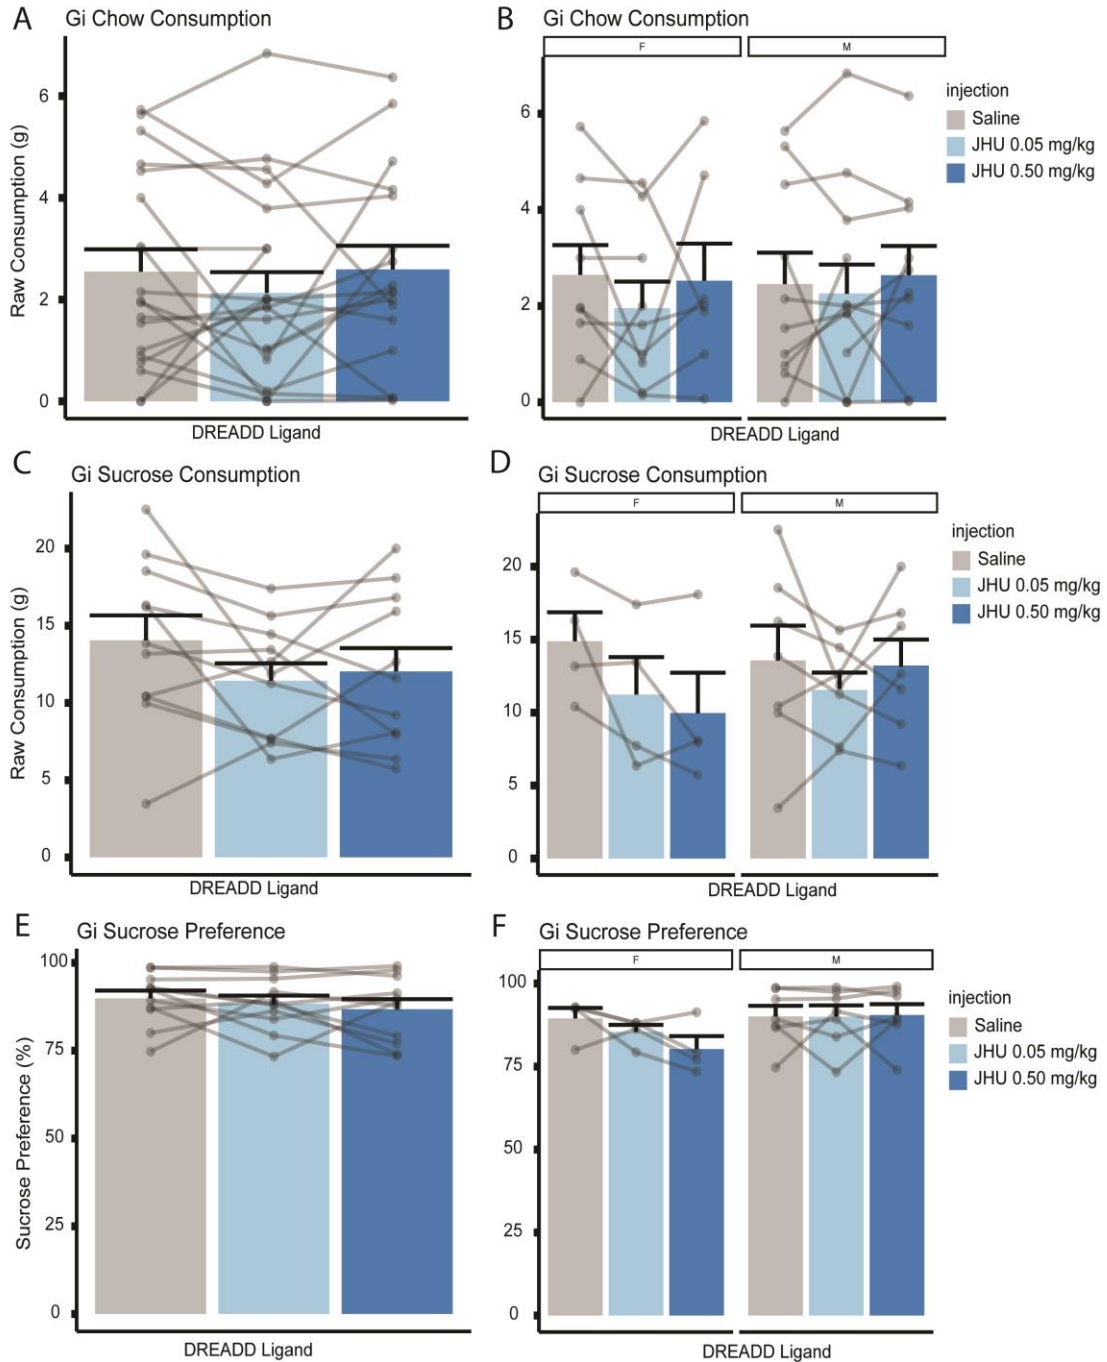 A
Gi Chow Consumption
Raw Consumption (g)
6
4
2
0
DREADD Ligand
B
Gi Chow Consumption
F
M
6
4
2
0
DREADD Ligand
injection
Saline
JHU 0.05 mg/kg
JHU 0.50 mg/kg
C
Gi Sucrose Consumption
Raw Consumption (g)
20
15
10
5
0
DREADD Ligand
D
Gi Sucrose Consumption
F
M
20
15
10
5
0
DREADD Ligand
injection
Saline
JHU 0.05 mg/kg
JHU 0.50 mg/kg
E
Gi Sucrose Preference
Sucrose Preference (%)
100
75
50
25
0
DREADD Ligand
F
Gi Sucrose Preference
F
M
100
75
50
25
0
DREADD Ligand
injection
Saline
JHU 0.05 mg/kg
JHU 0.50 mg/kg